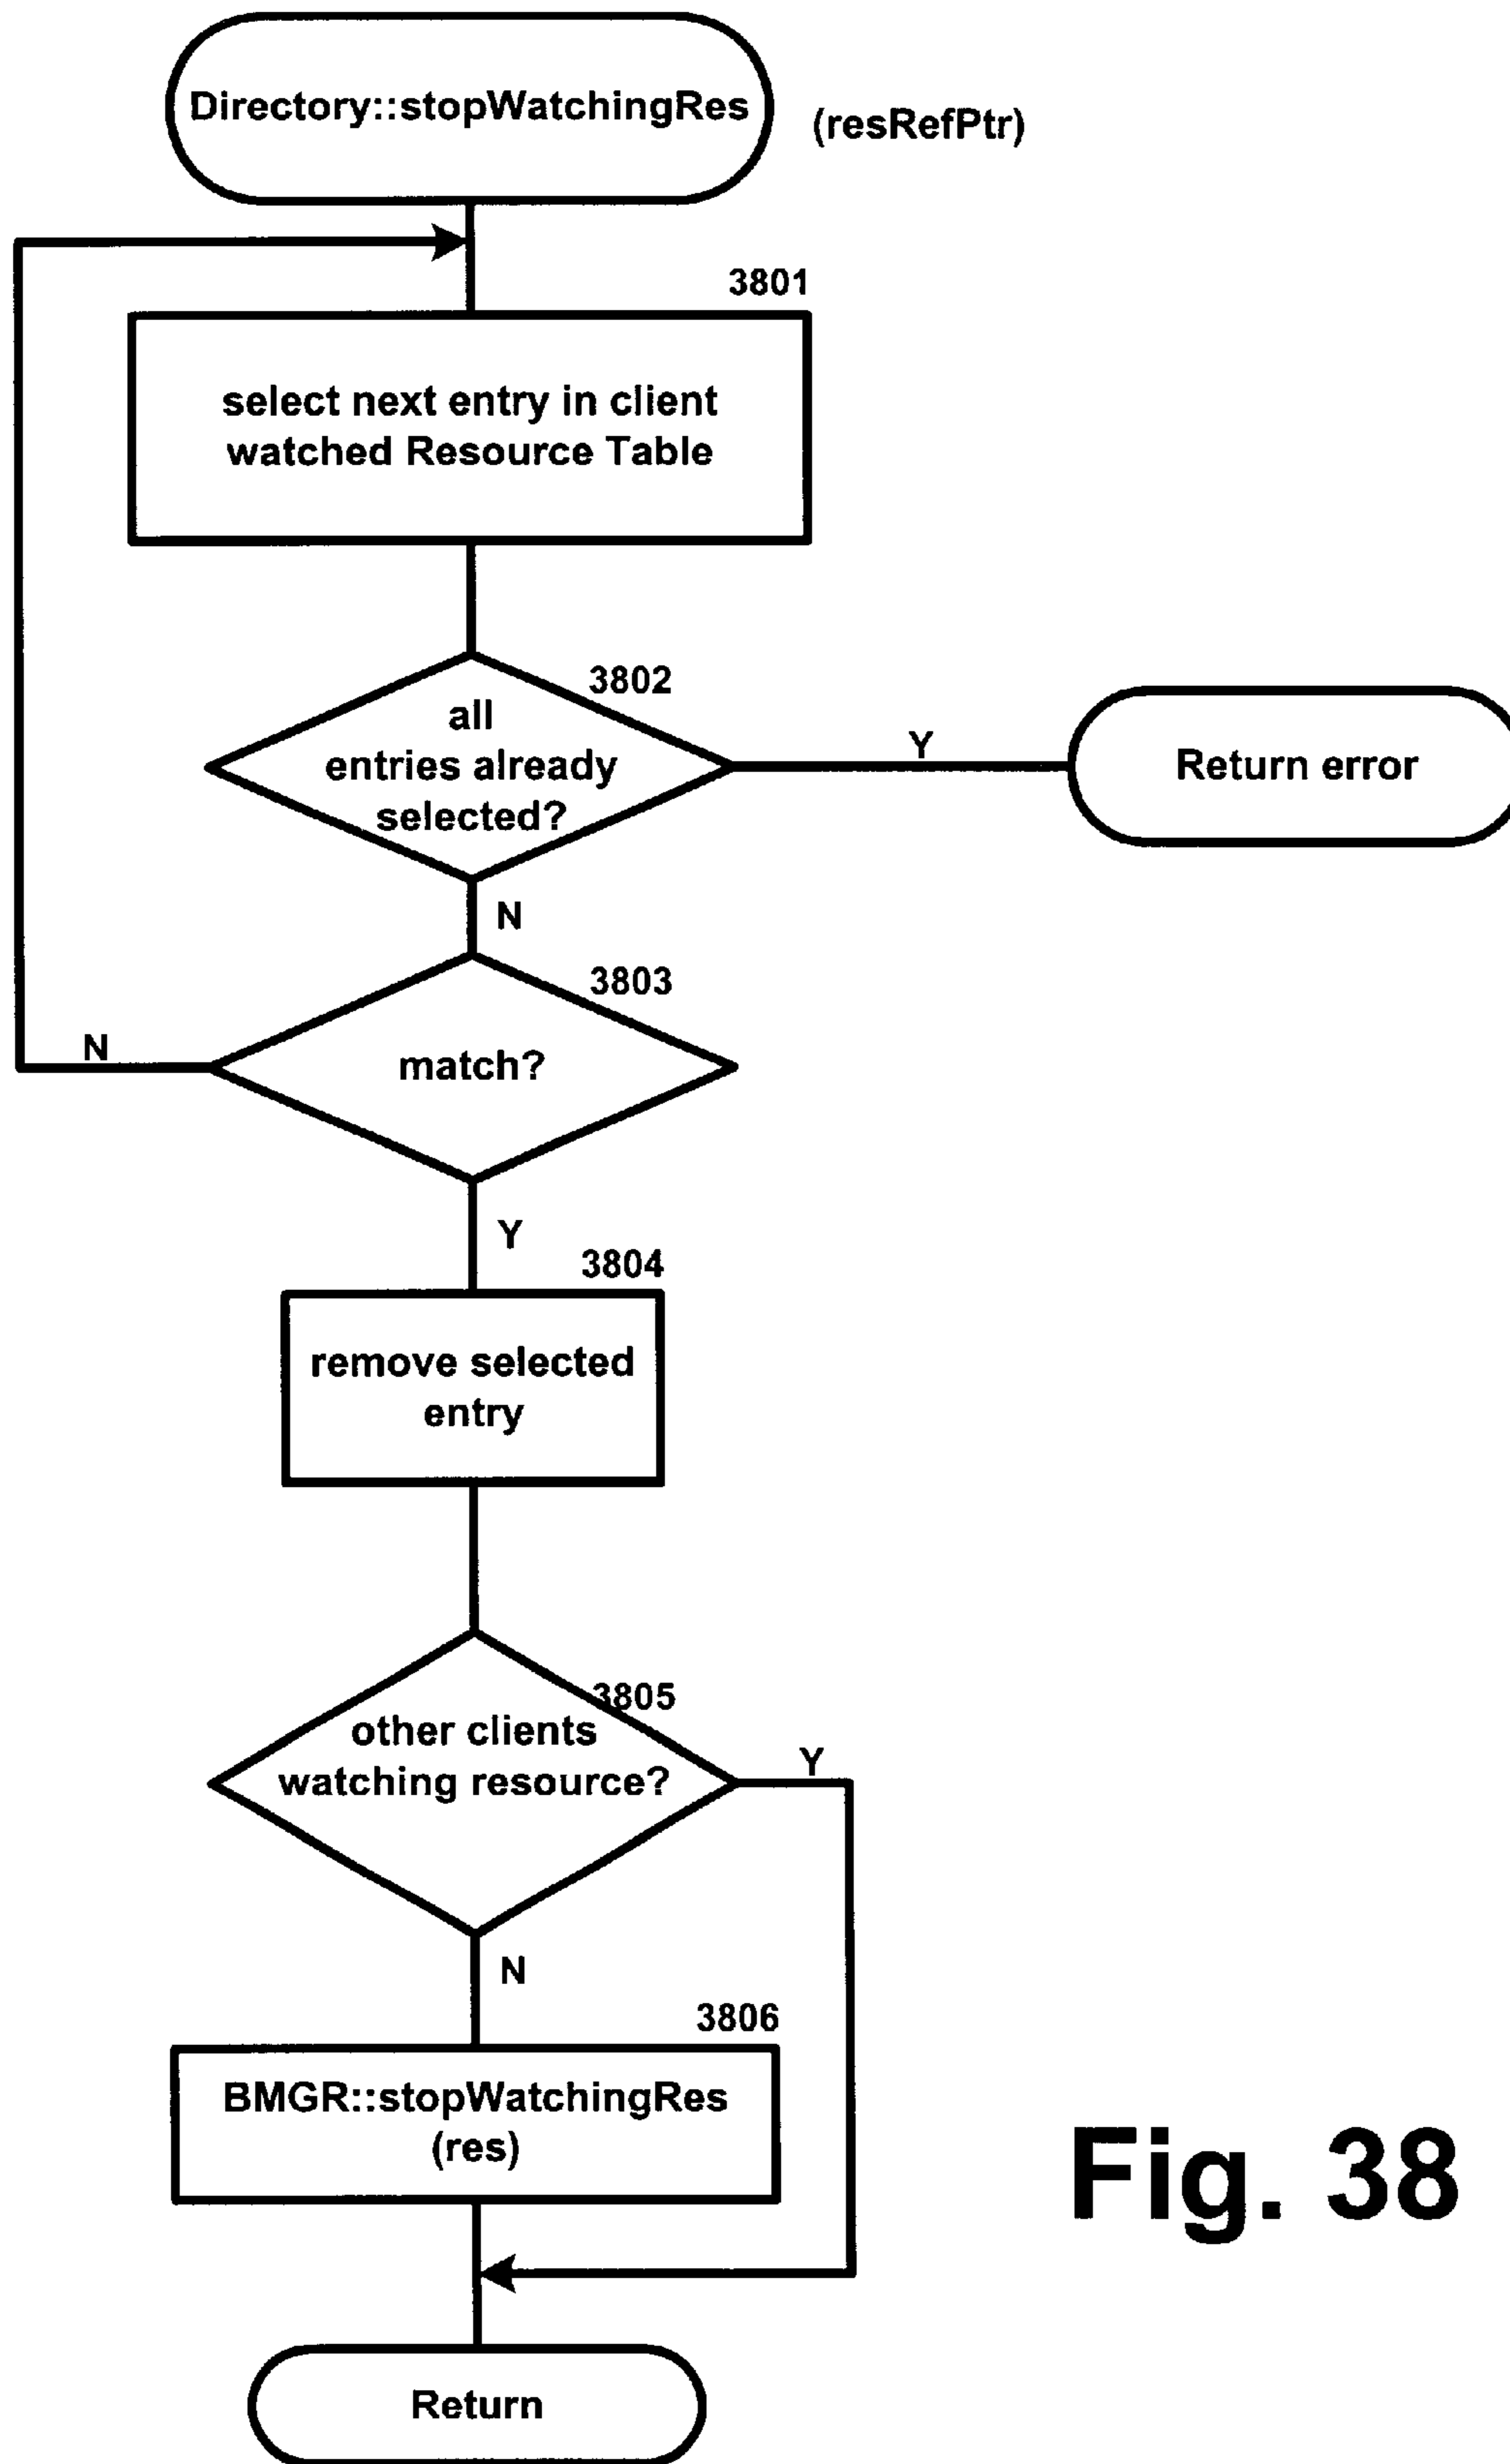 Directory::stopWatchingRes
(resRefPtr)
3801
select next entry in client
watched Resource Table
3802
all
entries already
selected?
Y
Return error
N
3803
match?
N
Y
3804
remove selected
entry
3805
other clients
watching resource?
Y
N
3806
BMGR::stopWatchingRes
(res)
Fig. 38
Return